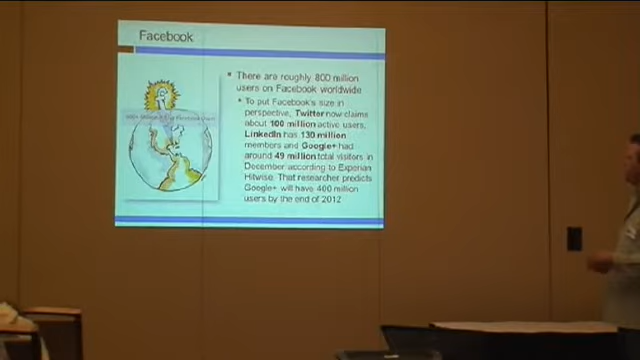 Facebook
There are roughly 800 million
users on Facebook worldwide
To put Facebook's size in
perspective, Twitter now claims
about 100 million active users,
LinkedIn has 130 million
members and Google+ had
around 49 million total visitors in
December according to Experian
Hitwise. That researcher predicts
Google+ will have 400 million
users by the end of 2012